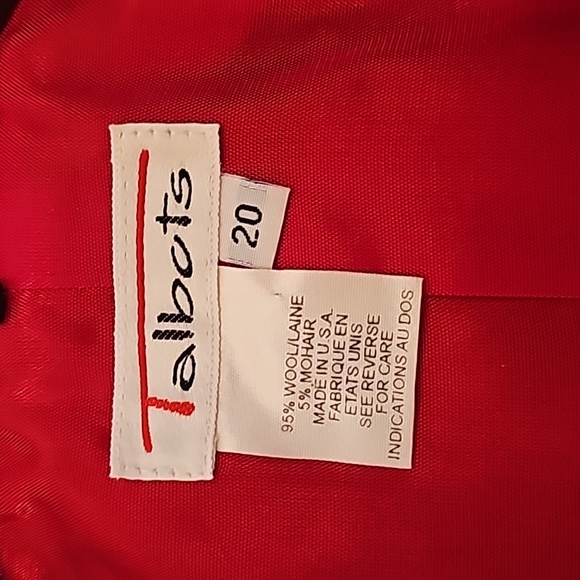 Talbots
20
95% WOOL/LAINE
5% MOHAIR
MADE IN U.S.A.
FABRIQUE EN
ETATS UNIS
SEE REVERSE
FOR CARE
INDICATIONS AU DOS